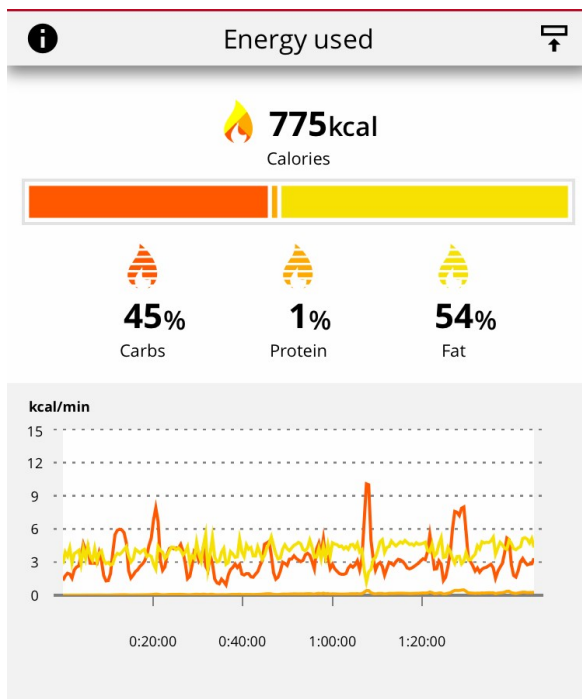 Energy used
775kcal
Calories
45% 1% 54%
Carbs Protein Fat
kcal/min
15
12
9
6
3
0
0:20:00 0:40:00 1:00:00 1:20:00